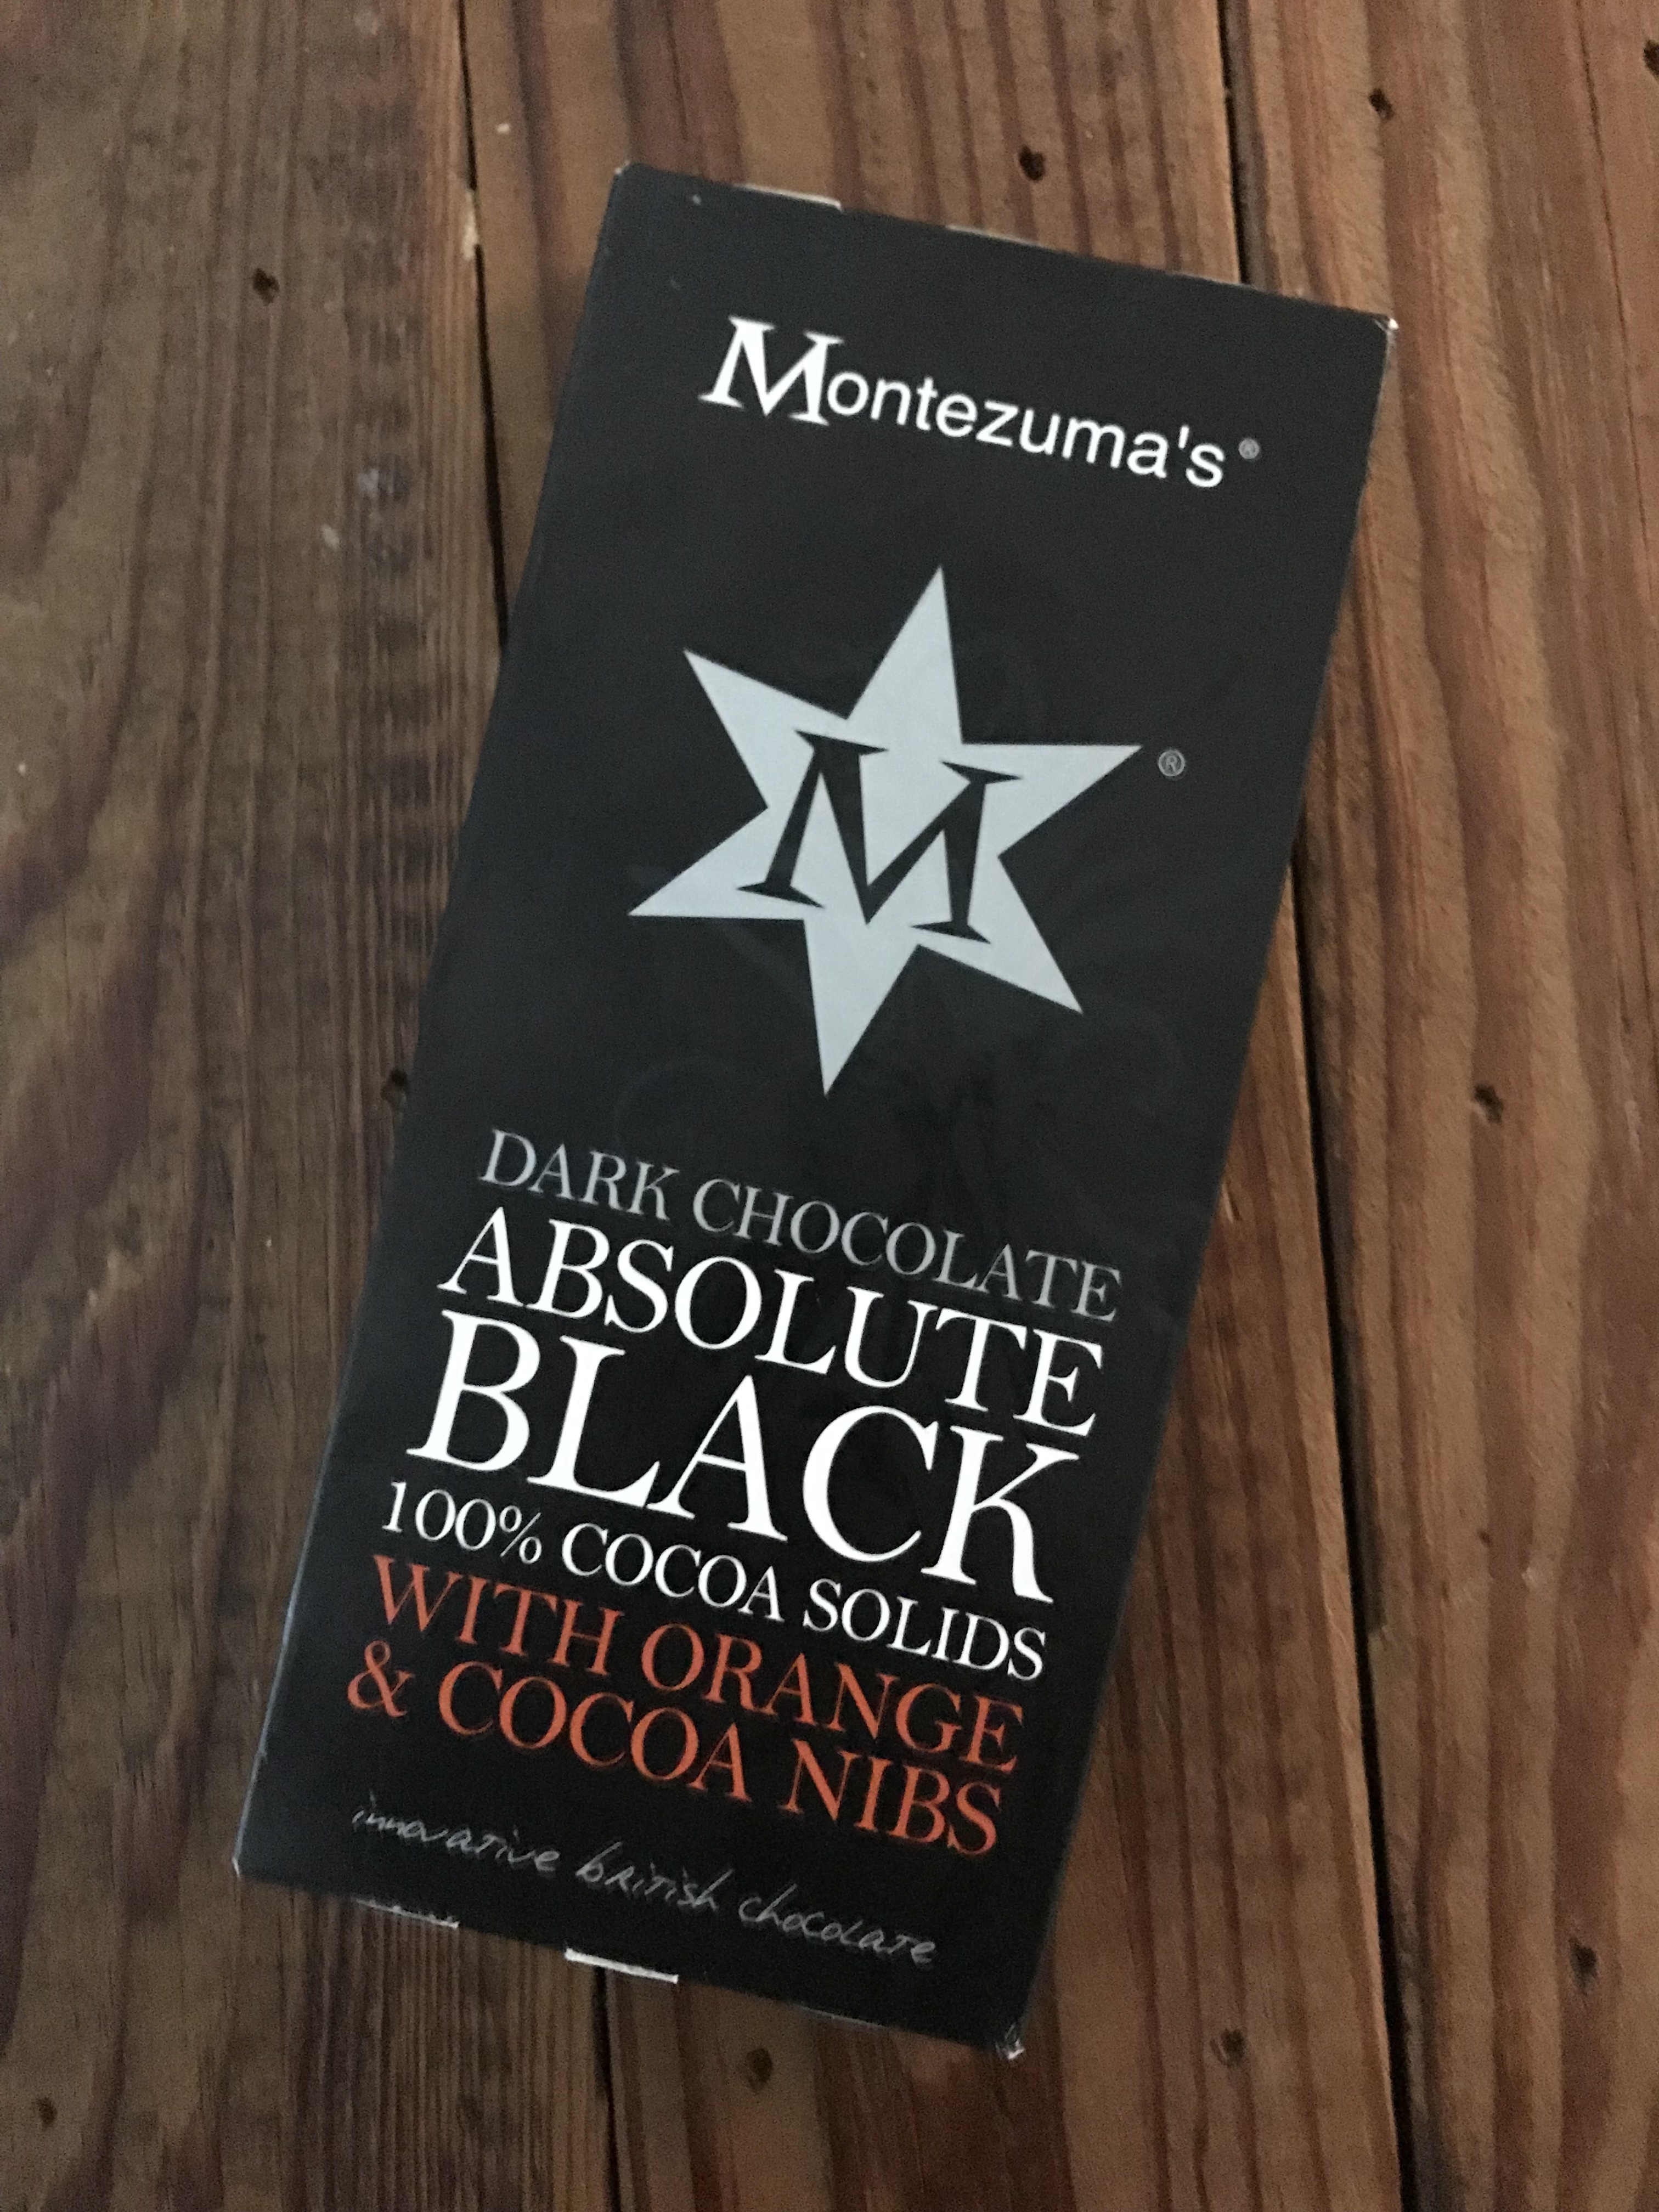 Montezuma's®
M®
DARK CHOCOLATE
ABSOLUTE
BLACK
100% COCOA SOLIDS
WITH ORANGE
& COCOA NIBS
innovative british chocolate